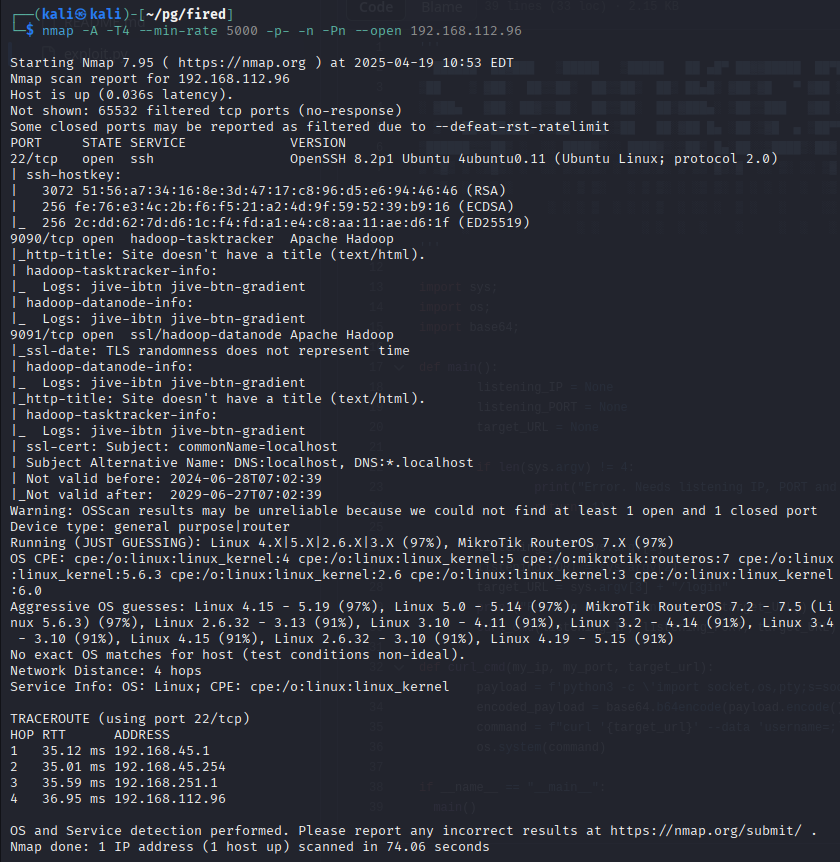 ┌──(kali㉿kali)-[~/pg/fired]
└─$ nmap -A -T4 --min-rate 5000 -p- -n -Pn --open 192.168.112.96
Starting Nmap 7.95 ( https://nmap.org ) at 2025-04-19 10:53 EDT
Nmap scan report for 192.168.112.96
Host is up (0.036s latency).
Not shown: 65532 filtered tcp ports (no-response)
Some closed ports may be reported as filtered due to --defeat-rst-ratelimit
PORT     STATE SERVICE             VERSION
22/tcp   open  ssh                 OpenSSH 8.2p1 Ubuntu 4ubuntu0.11 (Ubuntu Linux; protocol 2.0)
| ssh-hostkey:
|   3072 51:56:a7:34:16:8e:3d:47:17:c8:96:d5:e6:94:46:46 (RSA)
|   256 fe:76:e3:4c:2b:f6:f5:21:a2:4d:9f:59:52:39:b9:16 (ECDSA)
|_  256 2c:dd:62:7d:d6:1c:f4:fd:a1:e4:c8:aa:11:ae:d6:1f (ED25519)
9090/tcp open  hadoop-tasktracker  Apache Hadoop
|_http-title: Site doesn't have a title (text/html).
| hadoop-tasktracker-info:
|_  Logs: jive-ibtn jive-btn-gradient
| hadoop-datanode-info:
|_  Logs: jive-ibtn jive-btn-gradient
9091/tcp open  ssl/hadoop-datanode Apache Hadoop
|_ssl-date: TLS randomness does not represent time
| hadoop-datanode-info:
|_  Logs: jive-ibtn jive-btn-gradient
|_http-title: Site doesn't have a title (text/html).
| hadoop-tasktracker-info:
|_  Logs: jive-ibtn jive-btn-gradient
| ssl-cert: Subject: commonName=localhost
| Subject Alternative Name: DNS:localhost, DNS:*.localhost
| Not valid before: 2024-06-28T07:02:39
|_Not valid after:  2029-06-27T07:02:39
Warning: OSScan results may be unreliable because we could not find at least 1 open and 1 closed port
Device type: general purpose|router
Running (JUST GUESSING): Linux 4.X|5.X|2.6.X|3.X (97%), MikroTik RouterOS 7.X (97%)
OS CPE: cpe:/o:linux:linux_kernel:4 cpe:/o:linux:linux_kernel:5 cpe:/o:mikrotik:routeros:7 cpe:/o:linux
:linux_kernel:5.6.3 cpe:/o:linux:linux_kernel:2.6 cpe:/o:linux:linux_kernel:3 cpe:/o:linux:linux_kernel
:6.0
Aggressive OS guesses: Linux 4.15 - 5.19 (97%), Linux 5.0 - 5.14 (97%), MikroTik RouterOS 7.2 - 7.5 (Li
nux 5.6.3) (97%), Linux 2.6.32 - 3.13 (91%), Linux 3.10 - 4.11 (91%), Linux 3.2 - 4.14 (91%), Linux 3.4
 - 3.10 (91%), Linux 4.15 (91%), Linux 2.6.32 - 3.10 (91%), Linux 4.19 - 5.15 (91%)
No exact OS matches for host (test conditions non-ideal).
Network Distance: 4 hops
Service Info: OS: Linux; CPE: cpe:/o:linux:linux_kernel
TRACEROUTE (using port 22/tcp)
HOP RTT      ADDRESS
1   35.12 ms 192.168.45.1
2   35.01 ms 192.168.45.254
3   35.59 ms 192.168.251.1
4   36.95 ms 192.168.112.96
OS and Service detection performed. Please report any incorrect results at https://nmap.org/submit/ .
Nmap done: 1 IP address (1 host up) scanned in 74.06 seconds